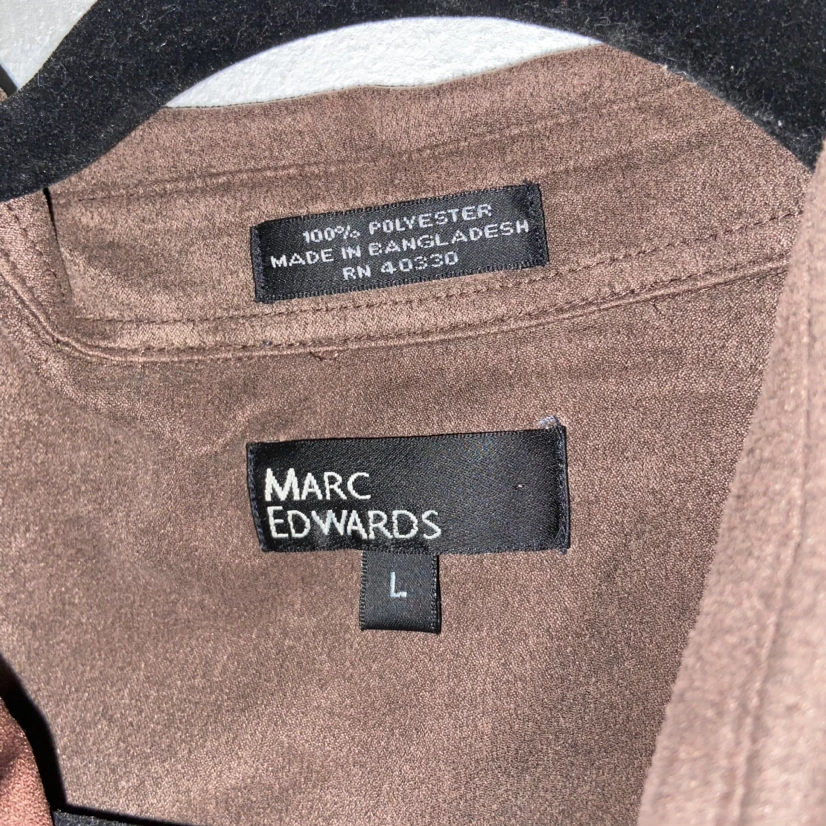 100% POLYESTER
MADE IN BANGLADESH
RN 40330
MARC
EDWARDS
L